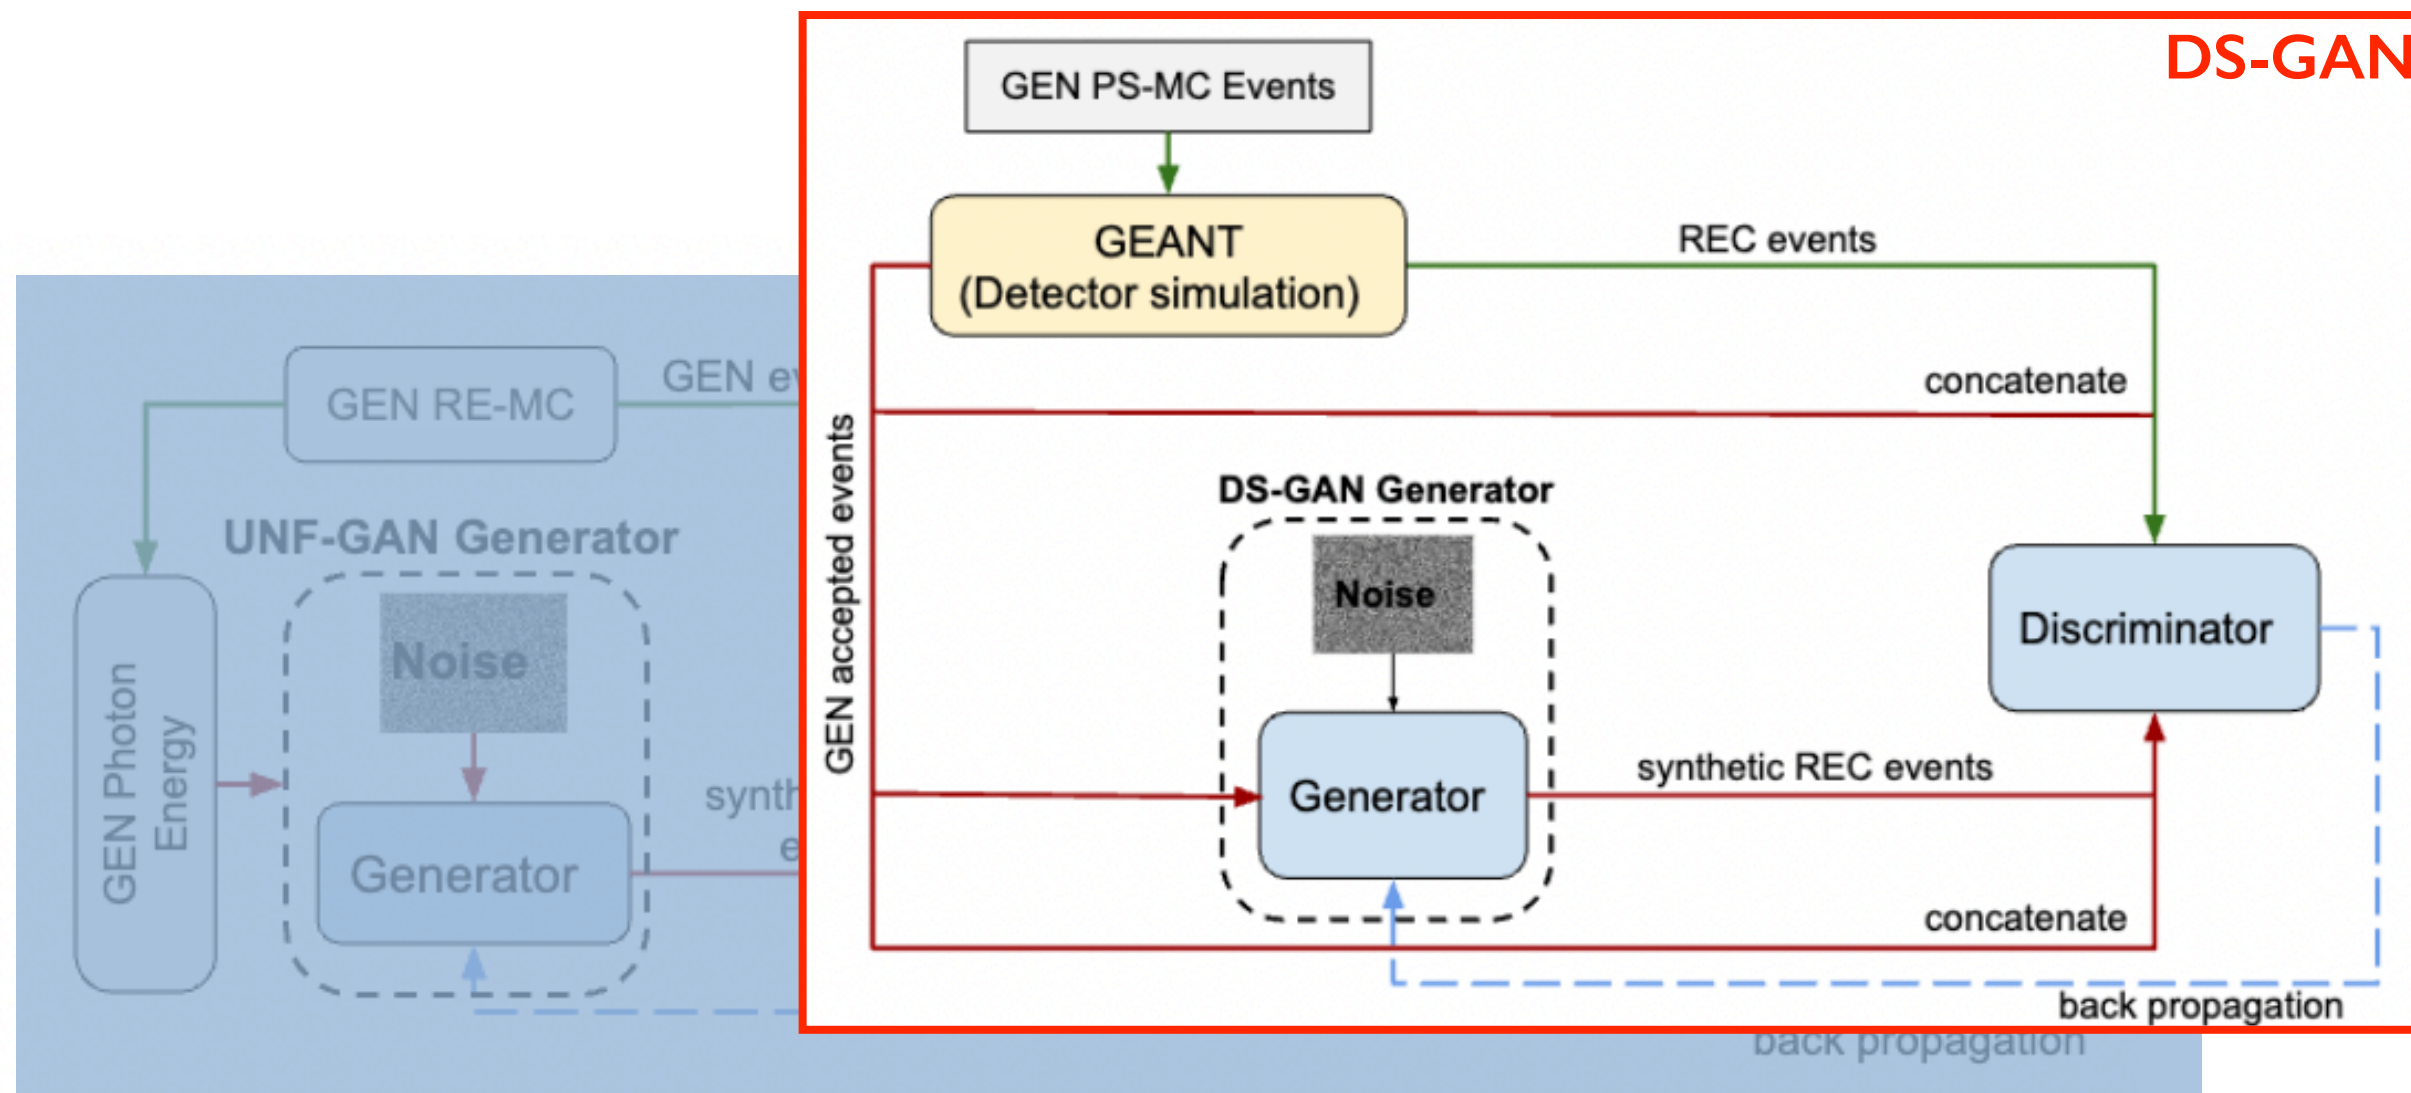 DS-GAN
GEN PS-MC Events
GEANT
(Detector simulation)
REC events
concatenate
GEN accepted events
DS-GAN Generator
Noise
Generator
synthetic REC events
Discriminator
concatenate
back propagation
GEN RE-MC
GEN
UNF-GAN Generator
Noise
GEN Photon
Energy
Generator
back propagation